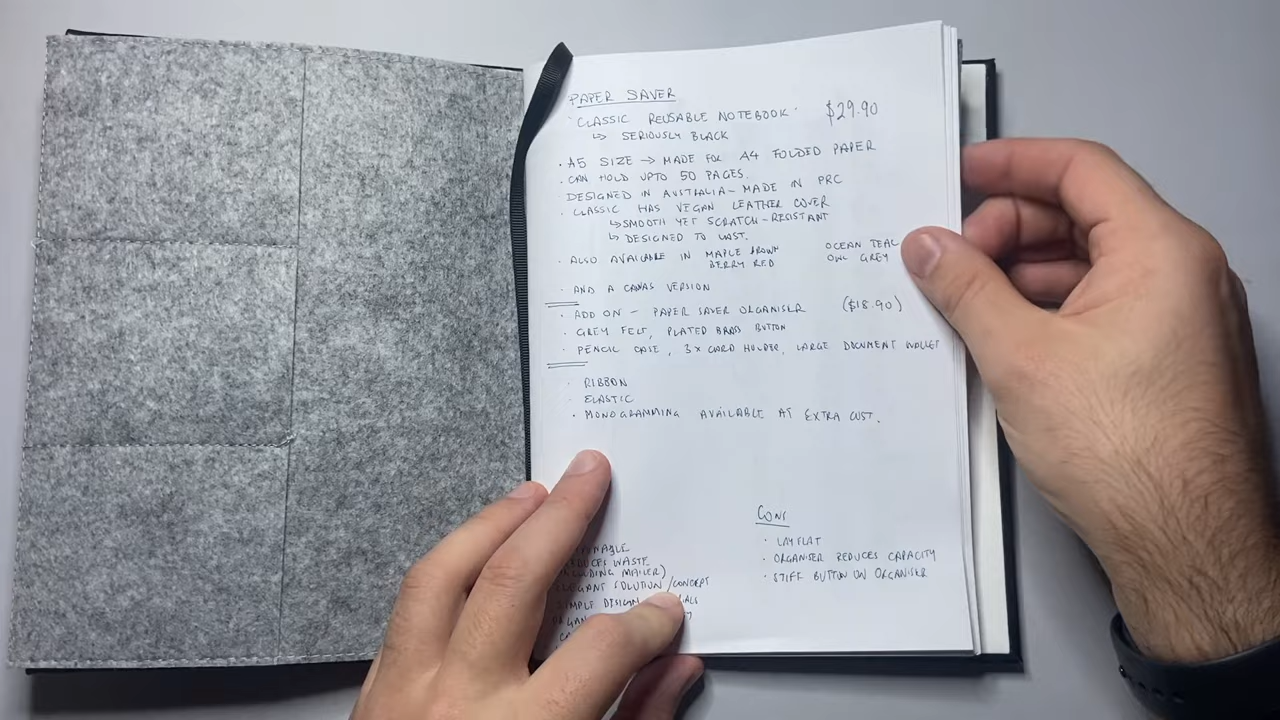 PAPER SAVER
"CLASSIC REUSABLE NOTEBOOK" $29.90
↳ SERIOUSLY BLACK
· A5 SIZE → MADE FOR A4 FOLDED PAPER
· CAN HOLD UPTO 50 PAGES.
· DESIGNED IN AUSTRALIA - MADE IN PRC
· CLASSIC HAS VEGAN LEATHER COVER
↳ SMOOTH YET SCRATCH-RESISTANT
↳ DESIGNED TO LAST.
· ALSO AVAILABLE IN MAPLE BROWN OCEAN TEAL
BERRY RED OWL GREY
· AND A CANVAS VERSION
· ADD ON - PAPER SAVER ORGANISER ($18.90)
· GREY FELT, PLATED BRASS BUTTON
· PENCIL CASE, 3 x CARD HOLDER, LARGE DOCUMENT WALLET
· RIBBON
· ELASTIC
· MONOGRAMMING AVAILABLE AT EXTRA COST.
WASTE
MAILER)
SOLUTION / CONCEPT
SIMPLE DESIGN
CONS
· LAY FLAT
· ORGANISER REDUCES CAPACITY
· STIFF BUTTON ON ORGANISER